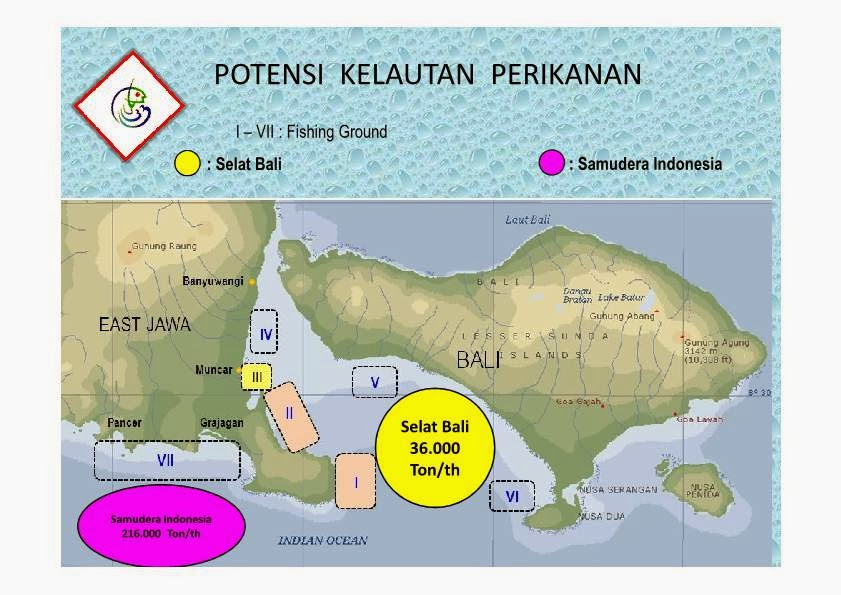 POTENSI KELAUTAN PERIKANAN
I – VII : Fishing Ground
: Selat Bali
: Samudera Indonesia
Laut Bali
Gunung Raung
Banyuwangi
BALI
Danau Bratan
Lake Batur
Gunung Abang
EAST JAWA
IV
LESSER SUNDA
ISLANDS
BALI
Gunung Agung
3142 m
(10,308 ft)
Muncar
III
V
8° 30
II
Goa Gajah
Goa Lawah
Pancer
Grajagan
Selat Bali
36.000
Ton/th
VII
I
VI
NUSA SERANGAN
NUSA
PENIDA
NUSA DUA
Samudera Indonesia
216.000 Ton/th
INDIAN OCEAN